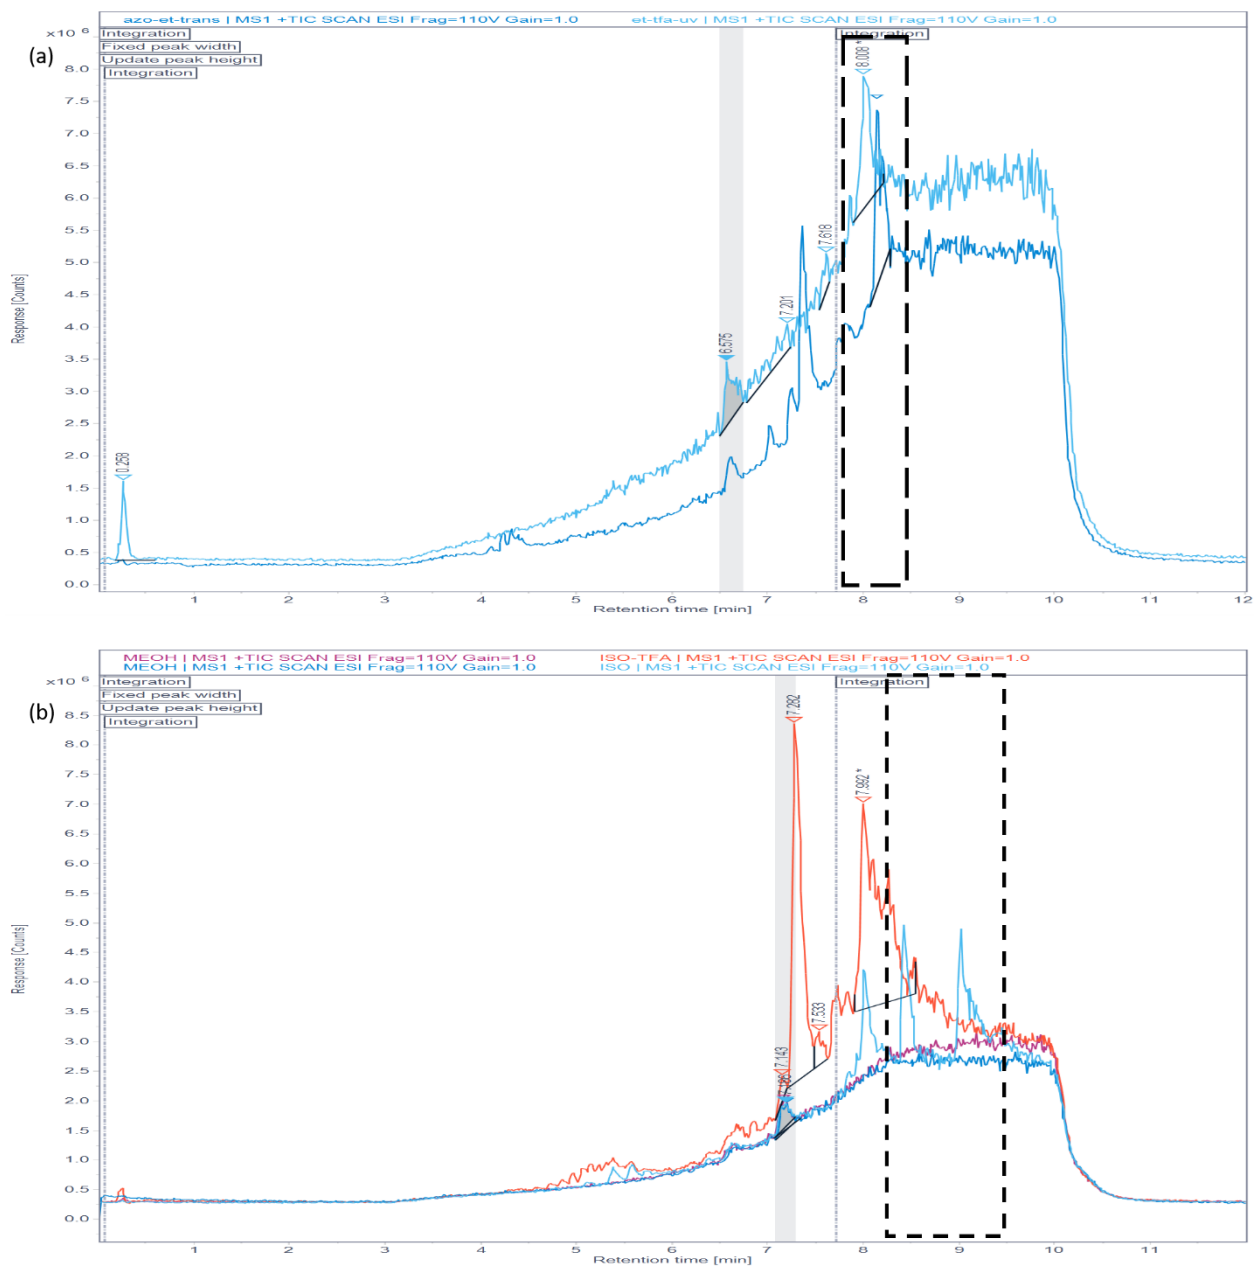 azo-et-trans | MS1 +TIC SCAN ESI Frag=110V Gain=1.0 et-tfa-uv | MS1 +TIC SCAN ESI Frag=110V Gain=1.0
x10 6
(a)
Integration Integration
Fixed peak width
Update peak height
Integration
8.0
7.5
7.0
6.5
6.0
5.5
5.0
4.5
4.0
3.5
3.0
2.5
2.0
1.5
1.0
0.5
0.0
Response [Counts]
0.258
6.575
7.201
7.618
8.008 *
1 2 3 4 5 6 7 8 9 10 11 12
Retention time [min]
MEOH | MS1 +TIC SCAN ESI Frag=110V Gain=1.0 ISO-TFA | MS1 +TIC SCAN ESI Frag=110V Gain=1.0
MEOH | MS1 +TIC SCAN ESI Frag=110V Gain=1.0 ISO | MS1 +TIC SCAN ESI Frag=110V Gain=1.0
x10 6
(b)
Integration Integration
Fixed peak width
Update peak height
Integration
8.5
8.0
7.5
7.0
6.5
6.0
5.5
5.0
4.5
4.0
3.5
3.0
2.5
2.0
1.5
1.0
0.5
0.0
Response [Counts]
7.143
7.282
7.533
7.992 *
1 2 3 4 5 6 7 8 9 10 11
Retention time [min]